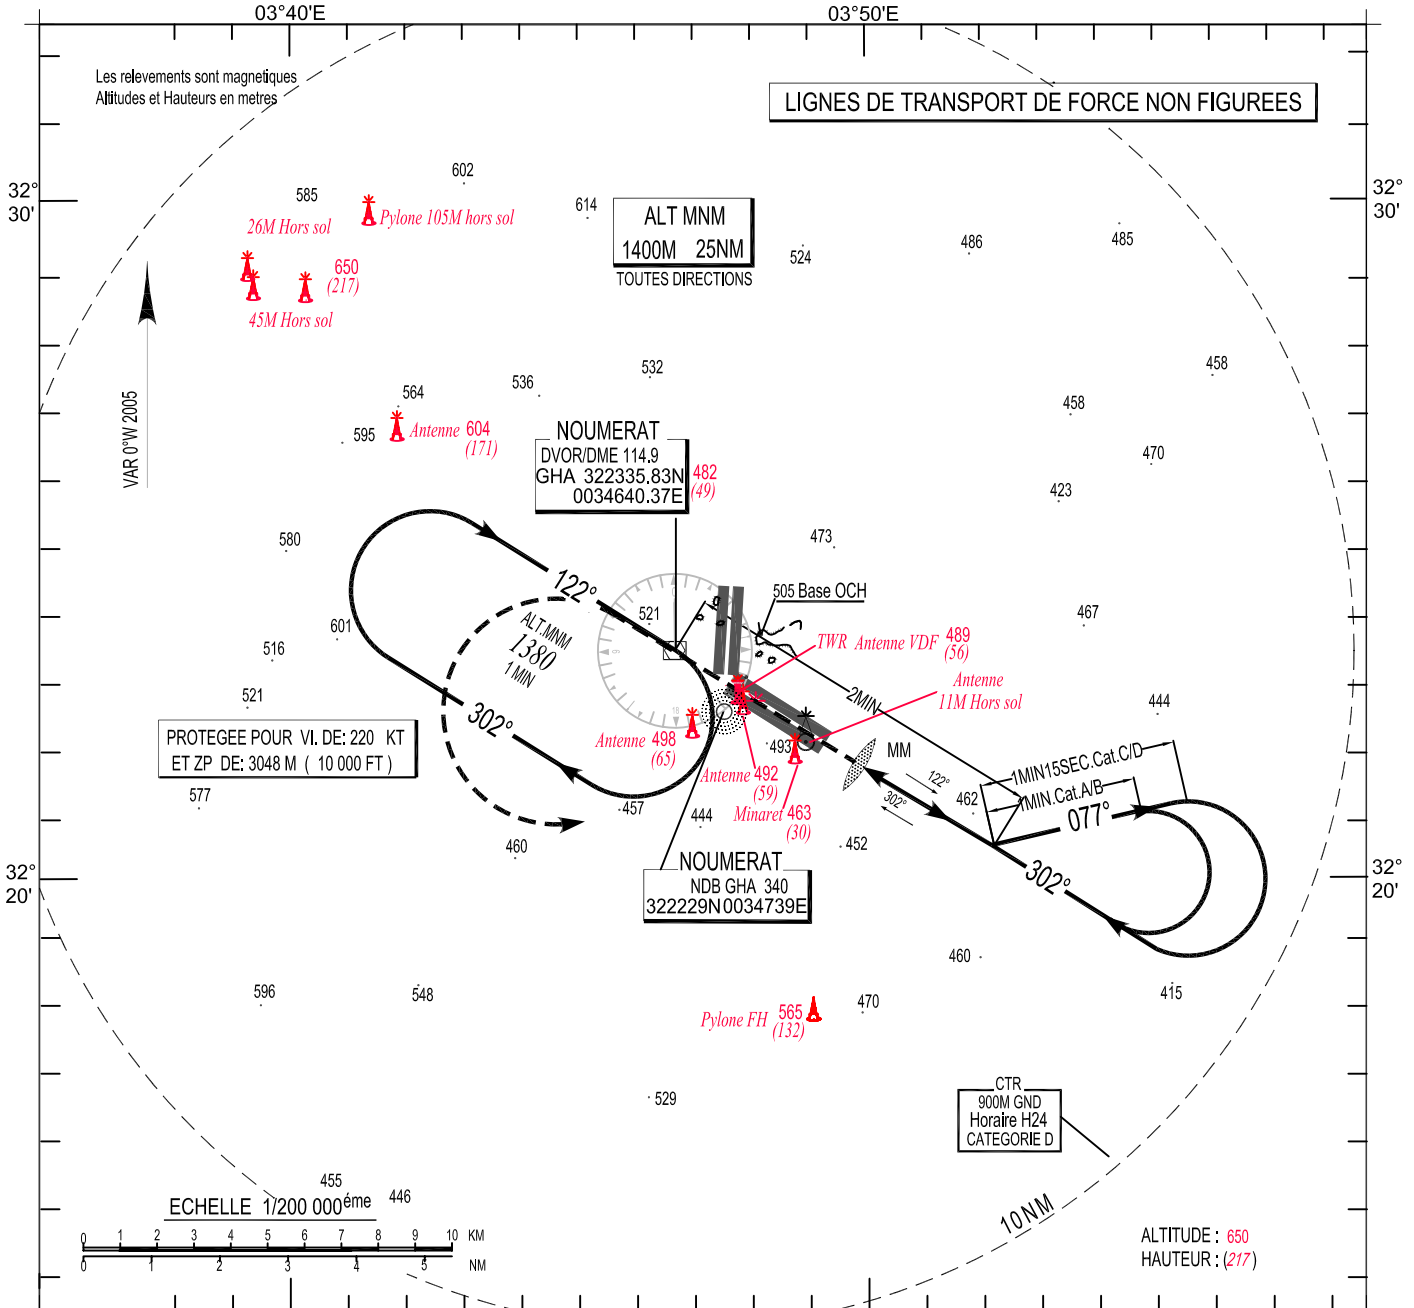 03°40'E
03°50'E
Les relevements sont magnetiques
Altitudes et Hauteurs en metres
LIGNES DE TRANSPORT DE FORCE NON FIGUREES
32°
30'
32°
30'
602
585
Pylone 105M hors sol
26M Hors sol
614
ALT MNM
1400M 25NM
TOUTES DIRECTIONS
524
486
485
650
(217)
45M Hors sol
VAR 0°W 2005
532
536
564
458
458
595
Antenne 604
(171)
NOUMERAT
DVOR/DME 114.9
GHA 322335.83N
0034640.37E
482
(49)
470
423
580
473
122°
505 Base OCH
521
467
601
516
ALT.MNM
1380
1 MIN
TWR Antenne VDF 489
(56)
Antenne
11M Hors sol
521
302°
2MIN
444
PROTEGEE POUR VI. DE: 220 KT
ET ZP DE: 3048 M ( 10 000 FT )
Antenne 498
(65)
493
MM
18
6
Antenne 492
(59)
122°
302°
1MIN15SEC.Cat.C/D
1MIN.Cat.A/B
577
457
444
Minaret 463
(30)
462
077°
460
452
NOUMERAT
NDB GHA 340
322229N0034739E
302°
32°
20'
32°
20'
460
596
548
415
Pylone FH 565
(132)
470
529
CTR
900M GND
Horaire H24
CATEGORIE D
455
446
ECHELLE 1/200 000éme
10NM
0 1 2 3 4 5 6 7 8 9 10 KM
0 1 2 3 4 5 NM
ALTITUDE : 650
HAUTEUR : (217)